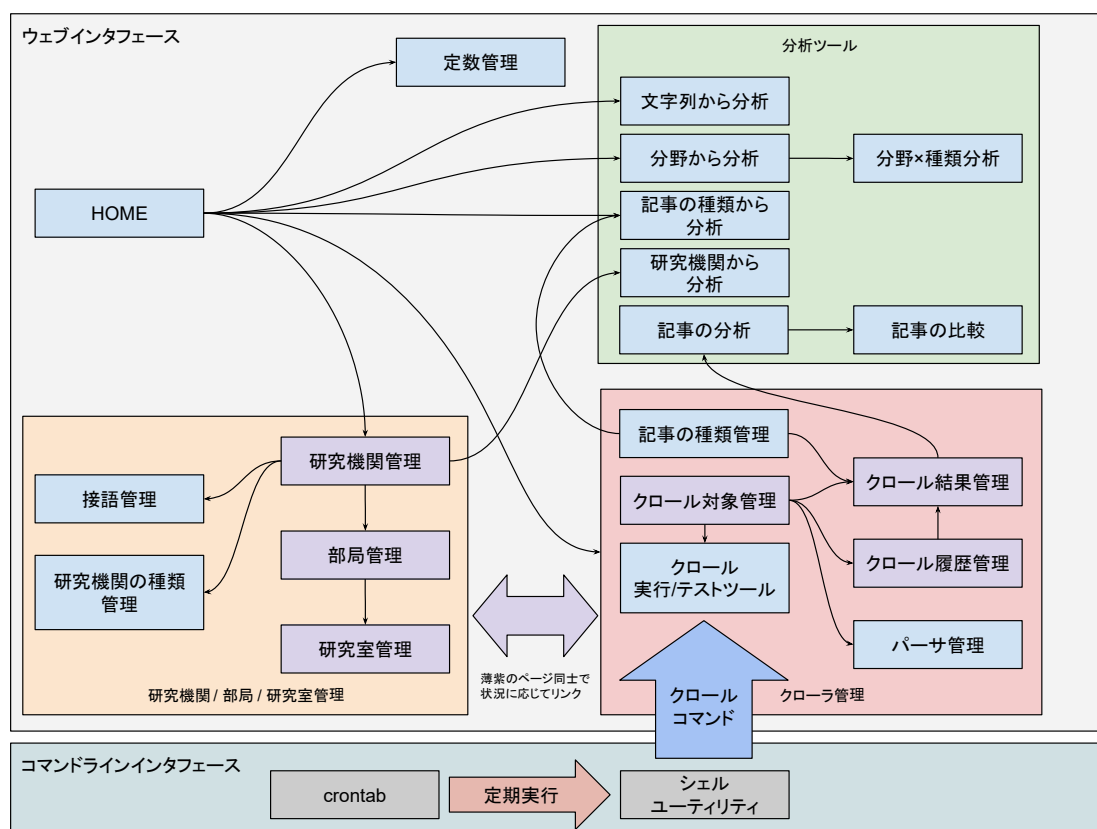 ウェブインタフェース
定数管理
HOME
分析ツール
文字列から分析
分野から分析
分野×種類分析
記事の種類から
分析
研究機関から
分析
記事の分析
記事の比較
研究機関管理
接語管理
部局管理
研究機関の種類
管理
研究室管理
研究機関 / 部局 / 研究室管理
薄紫のページ同士で
状況に応じてリンク
記事の種類管理
クロール結果管理
クロール対象管理
クロール
実行/テストツール
クロール履歴管理
パーサ管理
クローラ管理
クロール
コマンド
コマンドラインインタフェース
crontab
定期実行
シェル
ユーティリティ